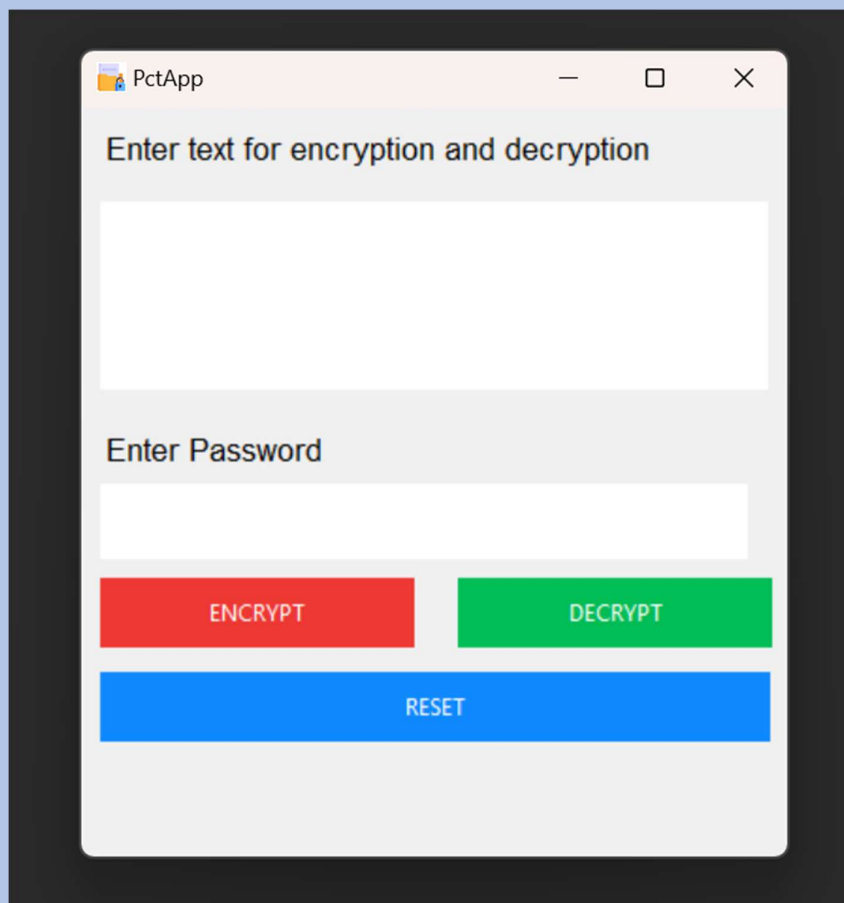 PctApp
Enter text for encryption and decryption
Enter Password
ENCRYPT DECRYPT
RESET